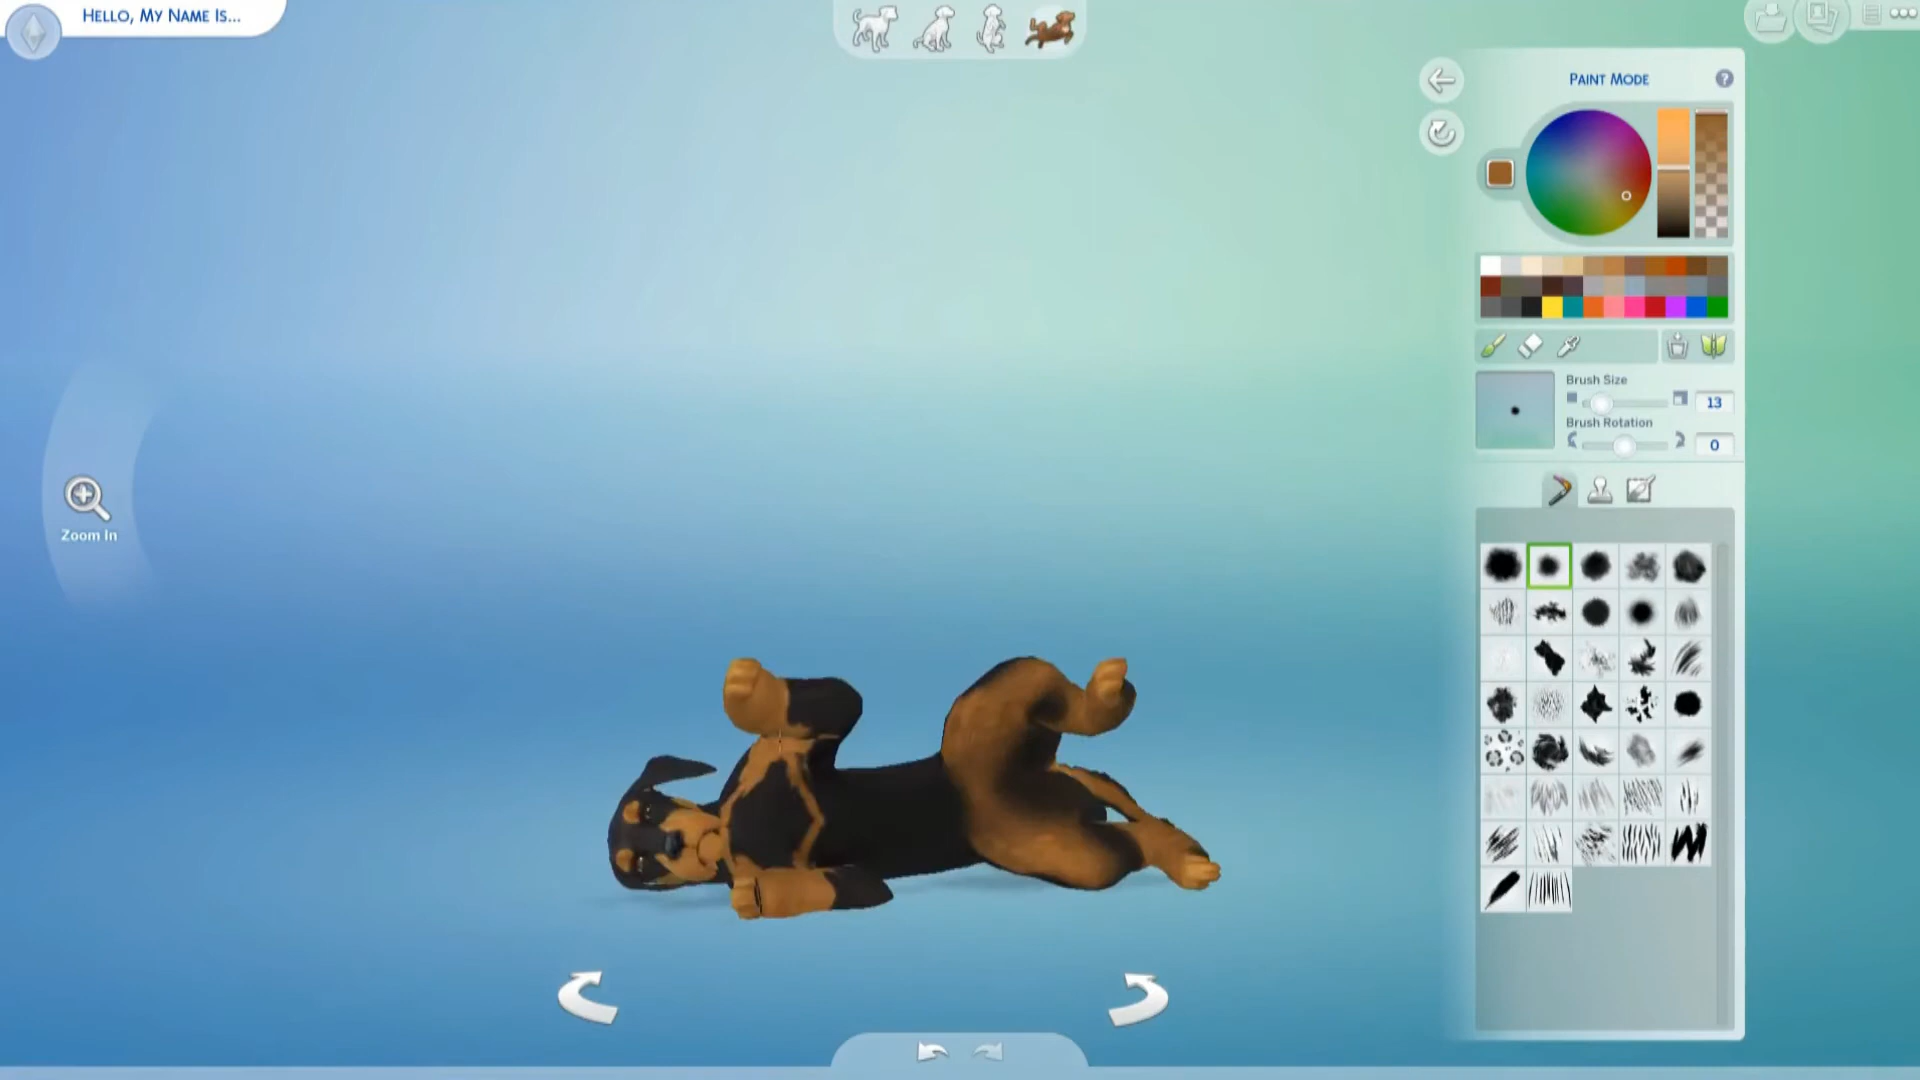 Hello, My Name Is...
Paint Mode
?
Brush Size
13
Brush Rotation
0
Zoom In